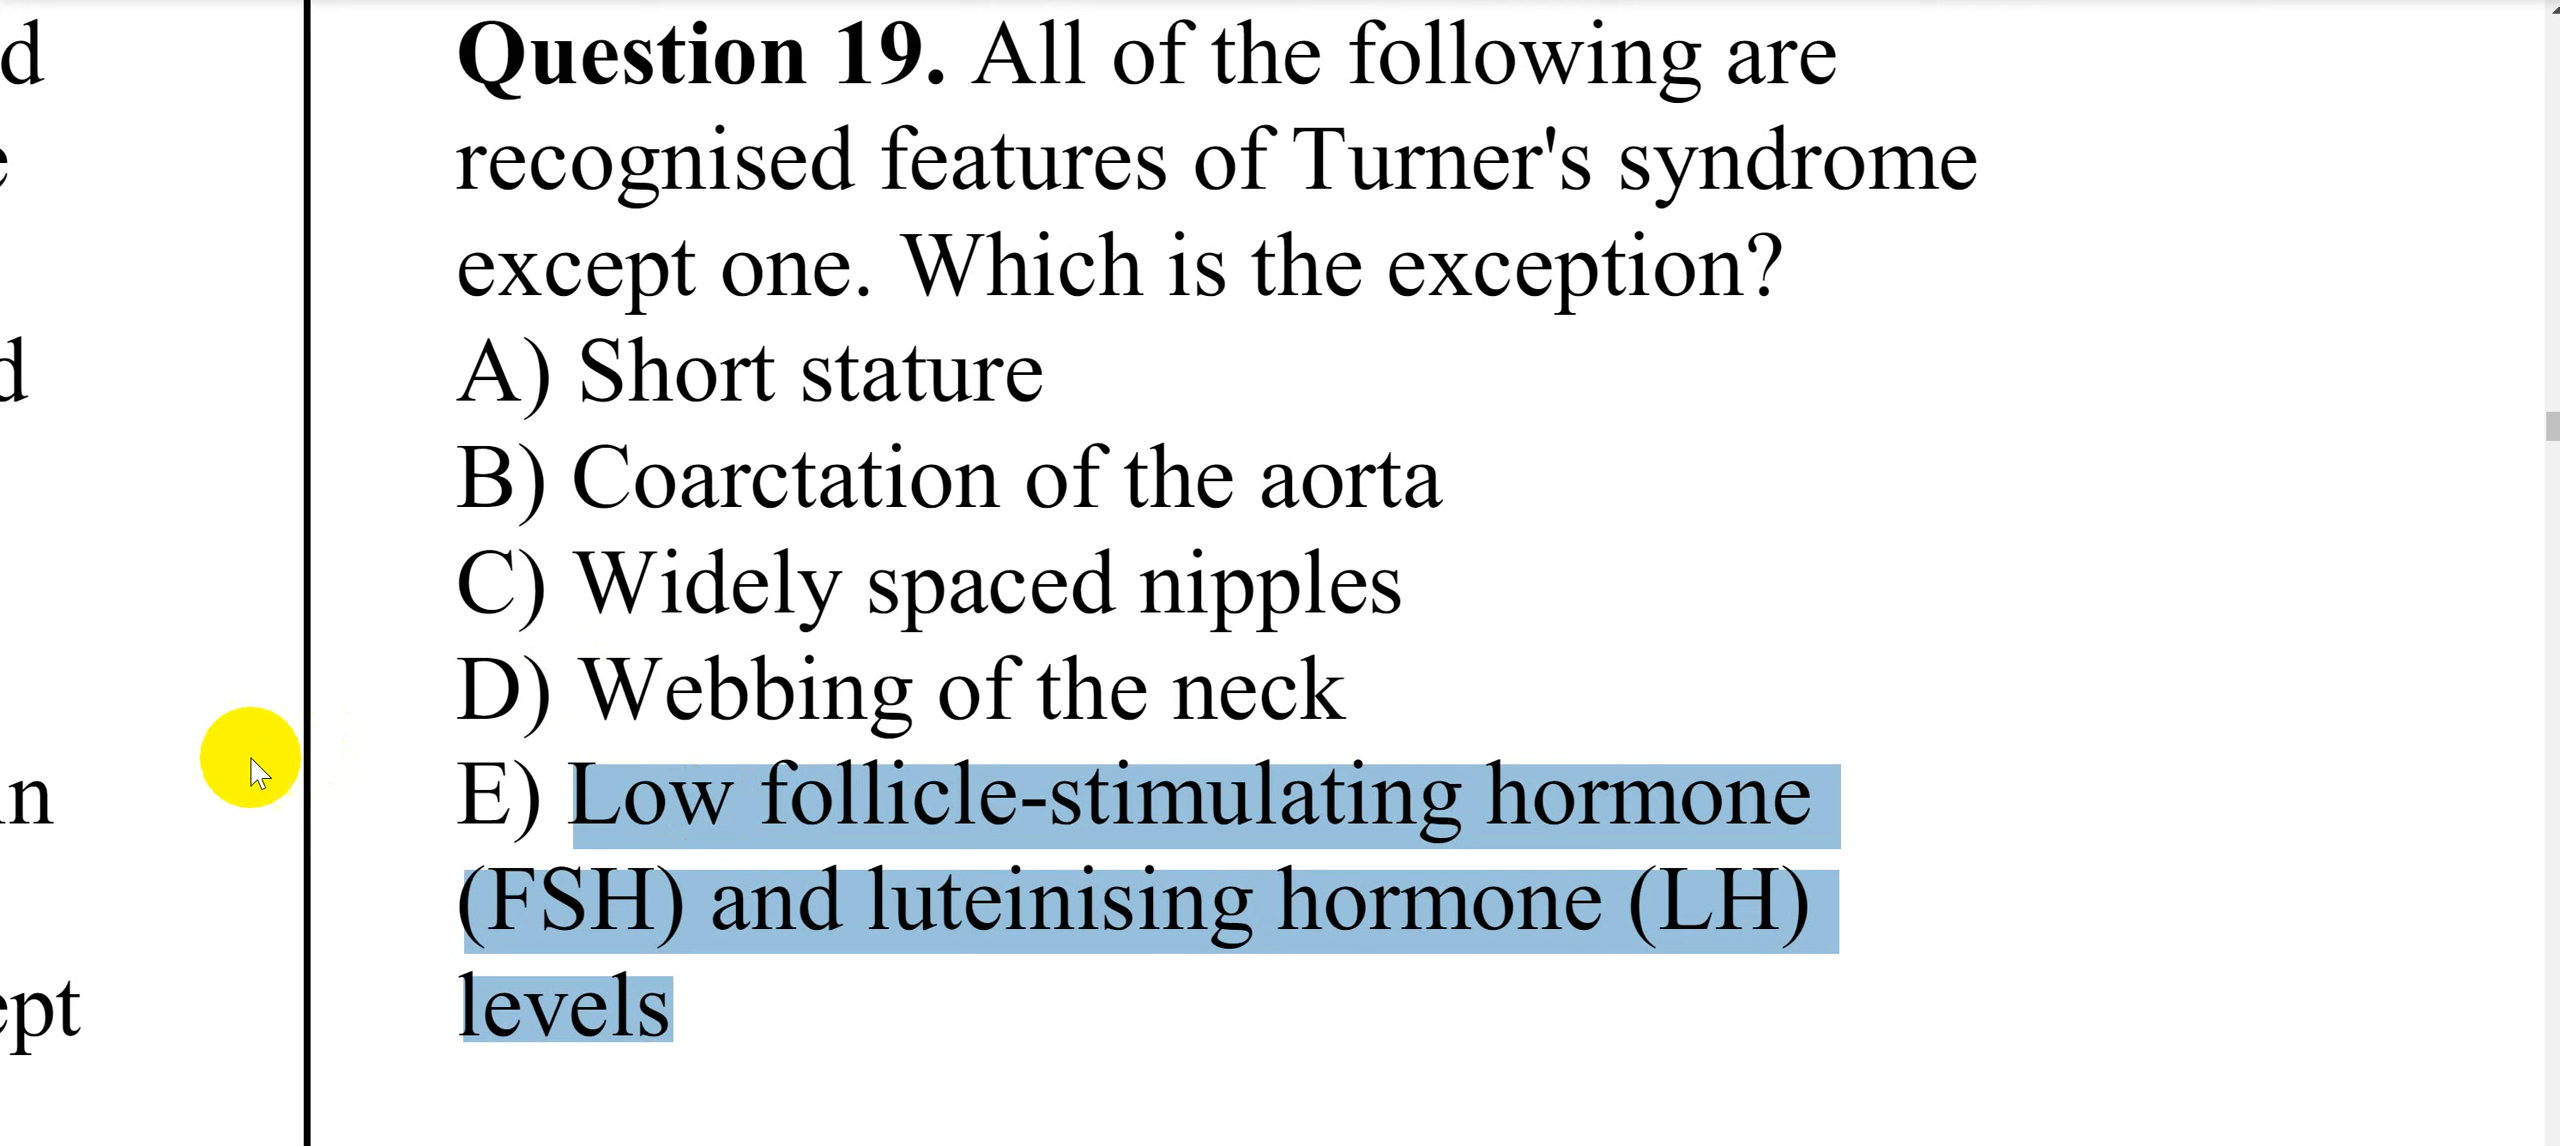 d
Question 19. All of the following are
recognised features of Turner's syndrome
except one. Which is the exception?
d
A) Short stature
B) Coarctation of the aorta
C) Widely spaced nipples
D) Webbing of the neck
E) Low follicle-stimulating hormone
(FSH) and luteinising hormone (LH)
levels